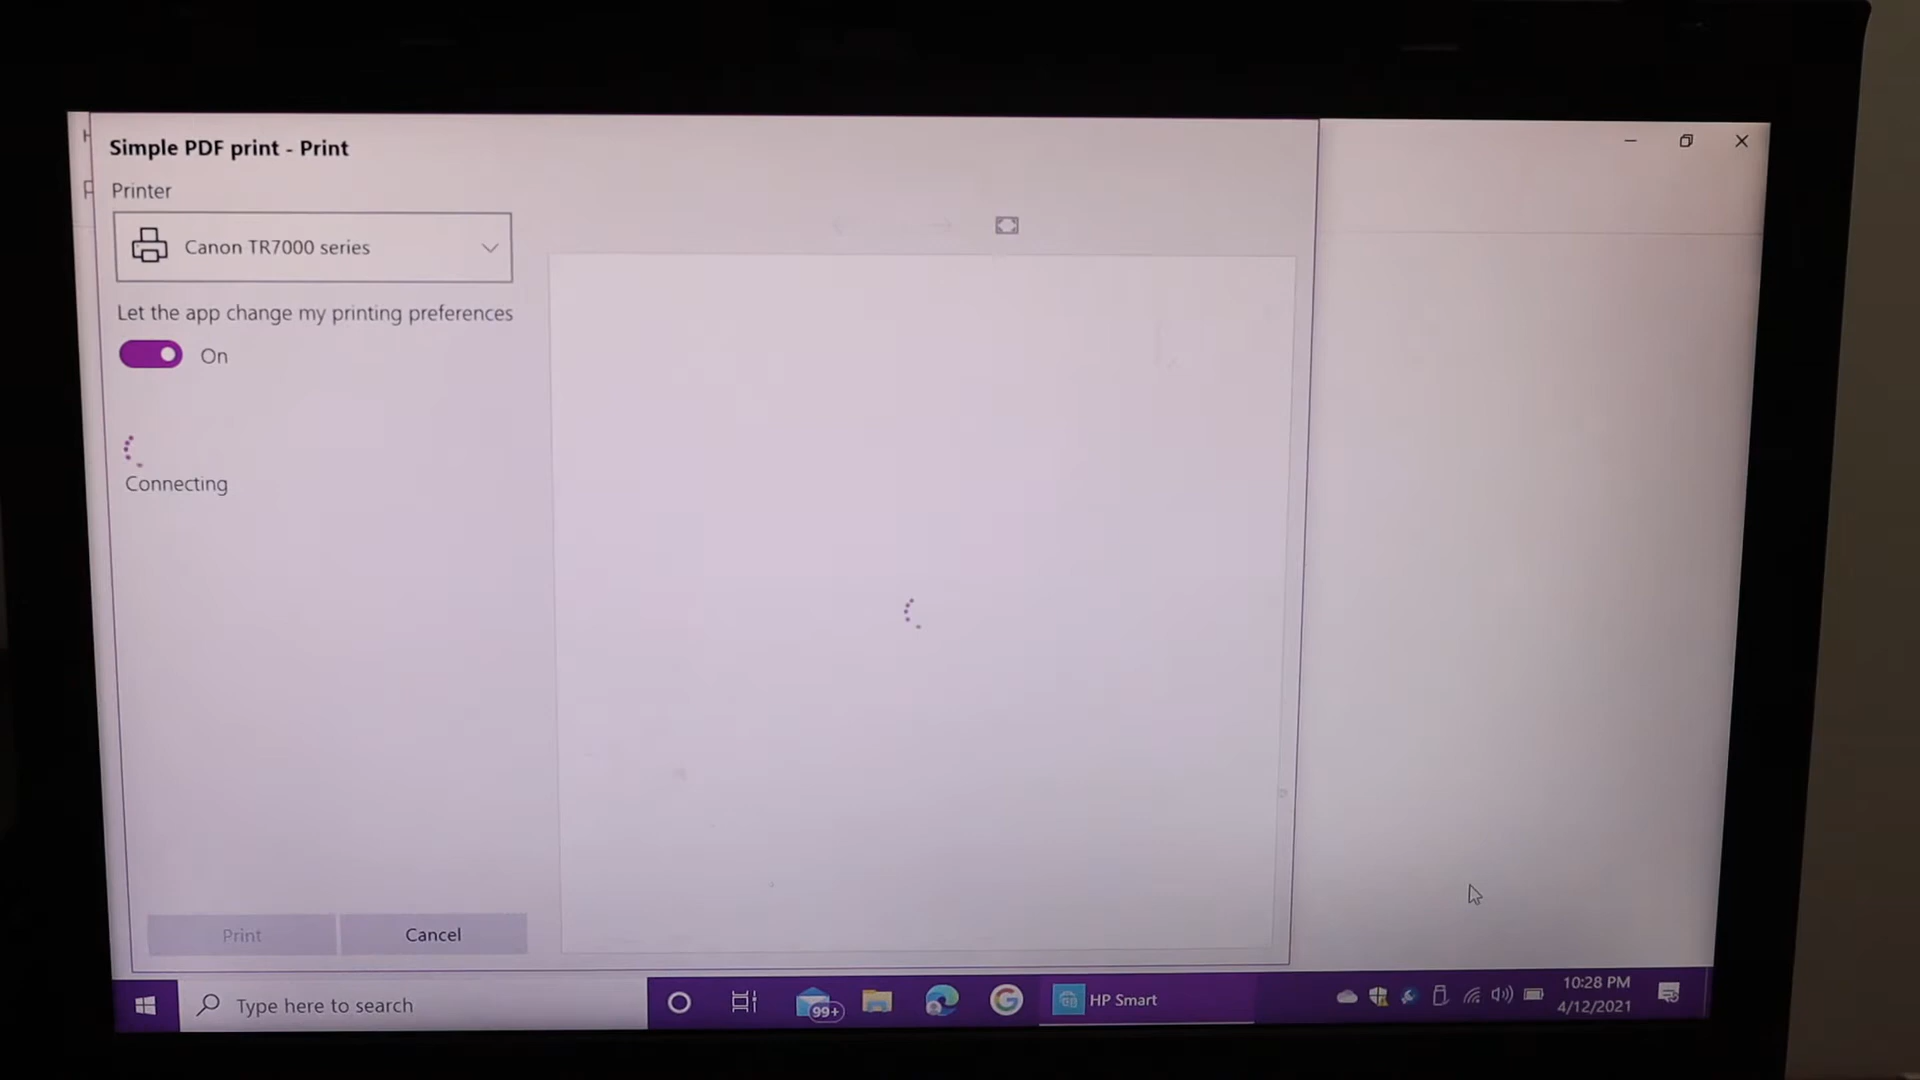 Simple PDF print - Print
Printer
Canon TR7000 series
Let the app change my printing preferences
On
Connecting
Print
Cancel
Type here to search
99+
HP Smart
10:28 PM
4/12/2021